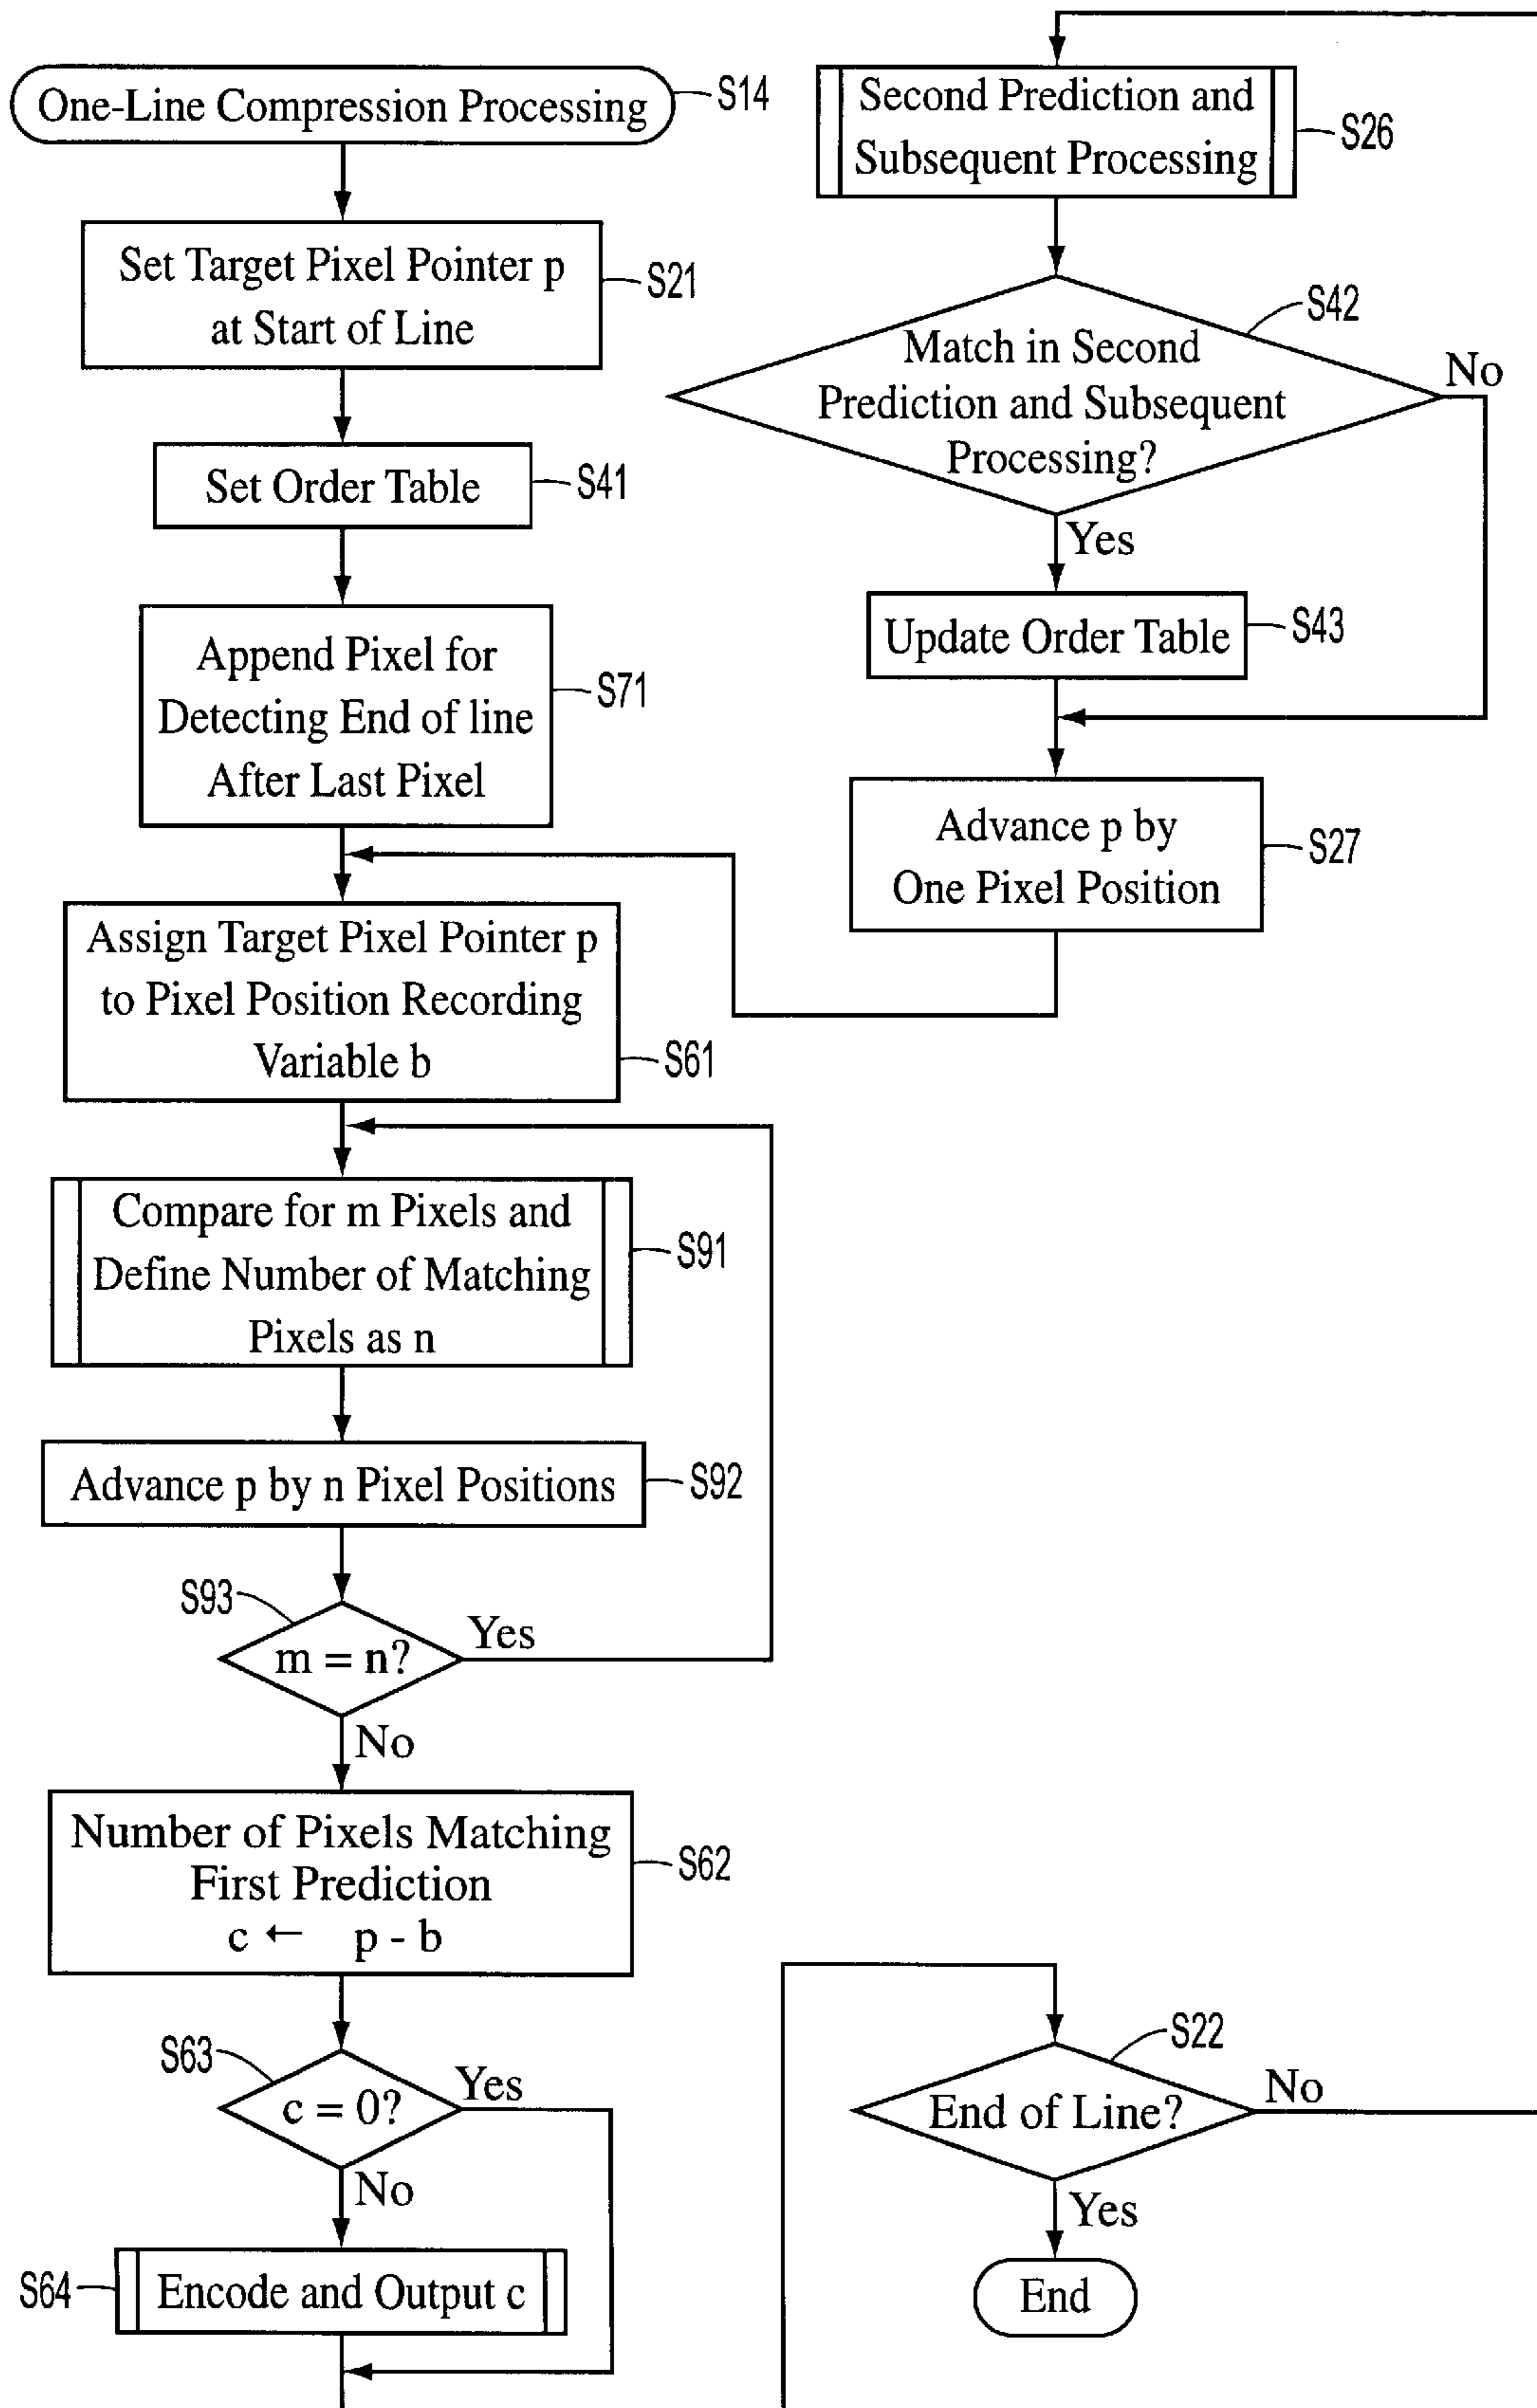 One-Line Compression Processing
S14
Set Target Pixel Pointer p
at Start of Line
S21
Set Order Table
S41
Append Pixel for
Detecting End of line
After Last Pixel
S71
Assign Target Pixel Pointer p
to Pixel Position Recording
Variable b
S61
Compare for m Pixels and
Define Number of Matching
Pixels as n
S91
Advance p by n Pixel Positions
S92
S93
m = n?
Yes
No
Number of Pixels Matching
First Prediction
c ← p - b
S62
S63
c = 0?
Yes
No
S64
Encode and Output c
S22
End of Line?
No
Yes
End
Second Prediction and
Subsequent Processing
S26
S42
Match in Second
Prediction and Subsequent
Processing?
No
Yes
Update Order Table
S43
Advance p by
One Pixel Position
S27